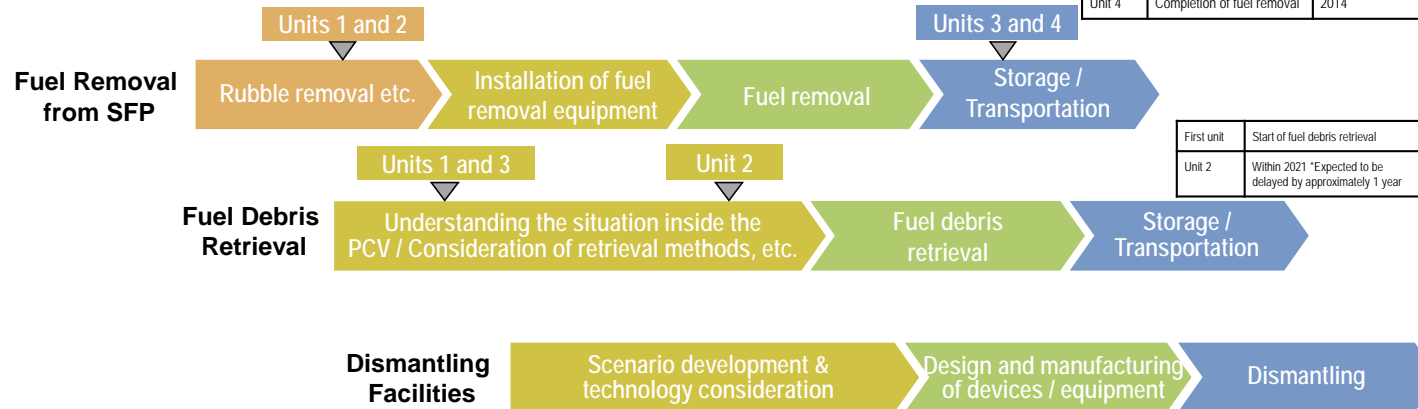 Unit 4 Completion of fuel removal 2014
Units 1 and 2
Units 3 and 4
Fuel Removal
from SFP
Rubble removal etc.
Installation of fuel
removal equipment
Fuel removal
Storage /
Transportation
First unit Start of fuel debris retrieval
Unit 2 Within 2021 *Expected to be
delayed by approximately 1 year
Units 1 and 3
Unit 2
Fuel Debris
Retrieval
Understanding the situation inside the
PCV / Consideration of retrieval methods, etc.
Fuel debris
retrieval
Storage /
Transportation
Dismantling
Facilities
Scenario development &
technology consideration
Design and manufacturing
of devices / equipment
Dismantling